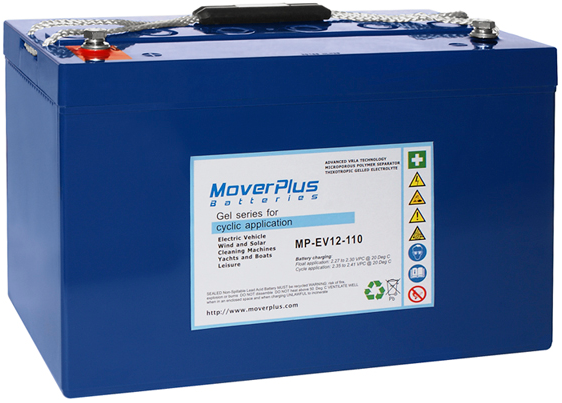 ADVANCED VRLA TECHNOLOGY
MICROPOROUS POLYMER SEPARATOR
THIXOTROPIC GELLED ELECTROLYTE
MoverPlus
Batteries
Gel series for
cyclic application
Electric Vehicle
Wind and Solar
Cleaning Machines
Yachts and Boats
Leisure
MP-EV12-110
Battery charging
Float application: 2.27 to 2.30 VPC @ 20 Deg C
Cycle application: 2.35 to 2.41 VPC @ 20 Deg C
SEALED Non-Spillable Lead Acid Battery MUST be recycled WARNING: risk of fire,
explosion or burns. DO NOT disassemble. DO NOT heat above 50. Deg. C VENTILATE WELL
when in an enclosed space and when charging UNLAWFUL to incinerate
http://www.moverplus.com
Pb